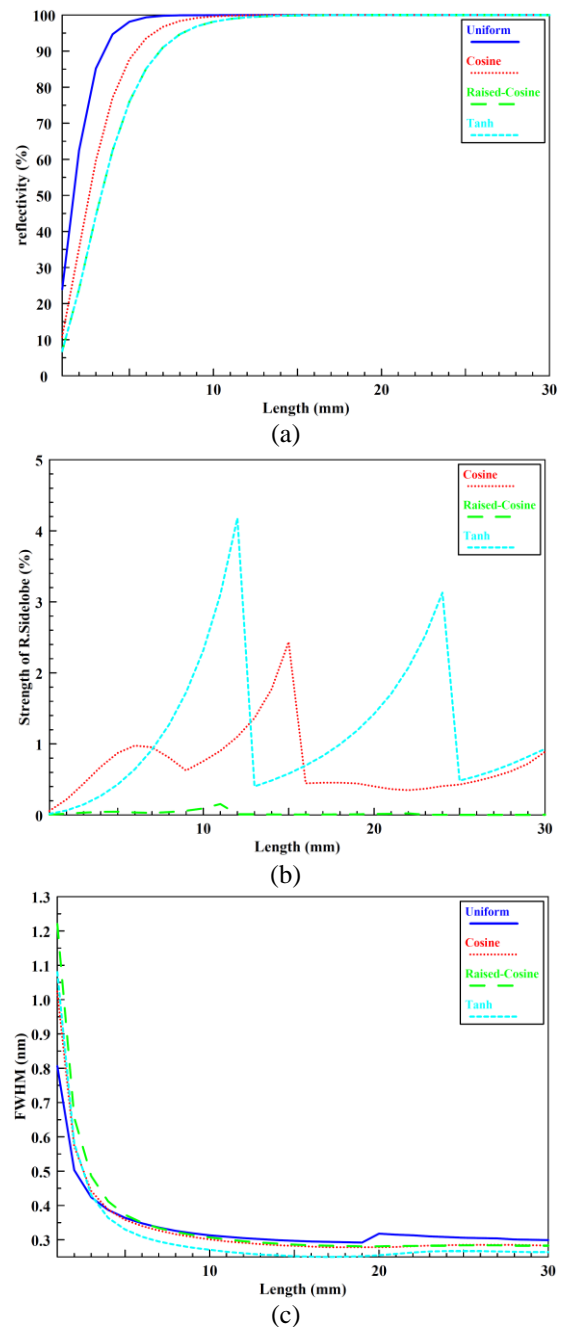 100
90
80
70
60
50
40
30
20
10
0
reflectivity (%)
Uniform
Cosine
Raised-Cosine
Tanh
10
20
30
Length (mm)
(a)
5
4
3
2
1
0
Strength of R.Sidelobe (%)
Cosine
Raised-Cosine
Tanh
10
20
30
Length (mm)
(b)
1.3
1.2
1.1
1.0
0.9
0.8
0.7
0.6
0.5
0.4
0.3
FWHM (nm)
Uniform
Cosine
Raised-Cosine
Tanh
10
20
30
Length (mm)
(c)